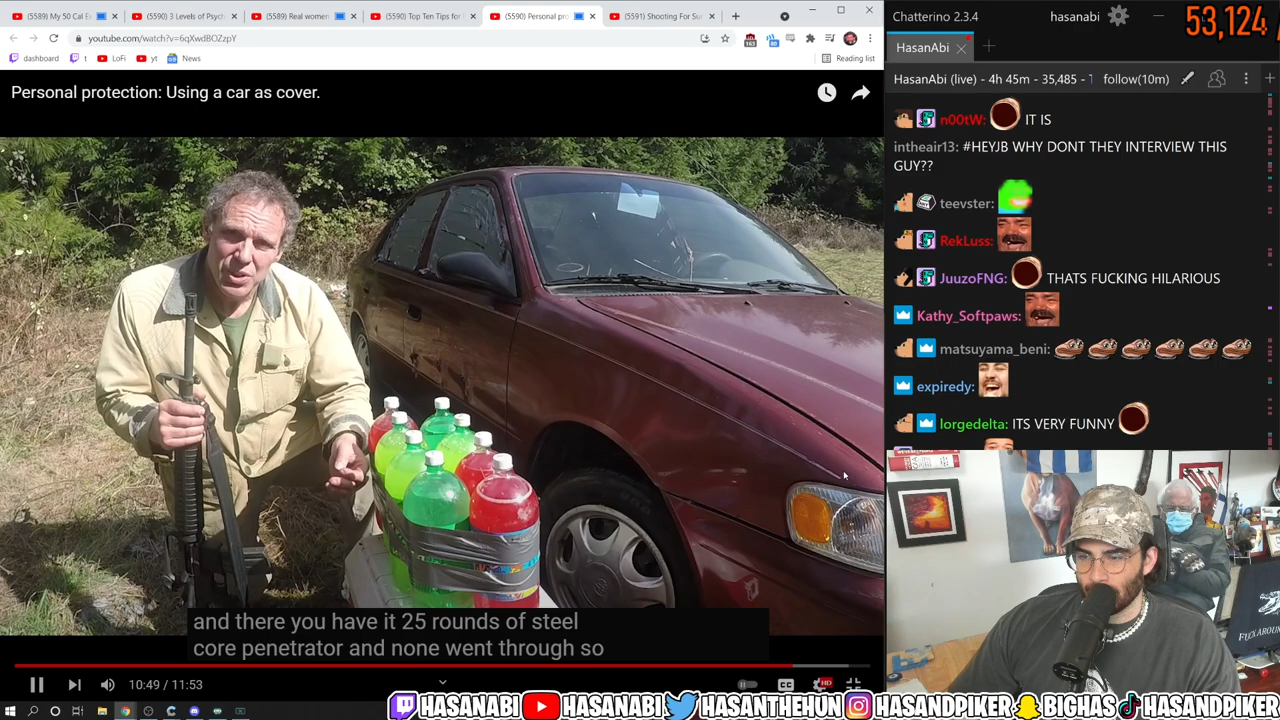 (5589) My 50 Cal E
(5590) 3 Levels of Psych
(5589) Real women
(5590) Top Ten Tips for
(5590) Personal pro
(5591) Shooting For Su
youtube.com/watch?v=6qXwdBOZzpY
163
80
dashboard
t
LoFi
yt
News
Reading list
Personal protection: Using a car as cover.
and there you have it 25 rounds of steel
core penetrator and none went through so
10:49 / 11:53
CC
HD
Chatterino 2.3.4
hasanabi
53,124
HasanAbi
HasanAbi (live) - 4h 45m - 35,485 -
follow(10m)
n00tW: IT IS
intheair13: #HEYJB WHY DONT THEY INTERVIEW THIS
GUY??
teevster:
RekLuss:
JuuzoFNG: THATS FUCKING HILARIOUS
Kathy_Softpaws:
matsuyama_beni:
expiredy:
lorgedelta: ITS VERY FUNNY
HASANABI HASANABI HASANTHEHUN HASANDPIKER BIGHAS HASANDPIKER